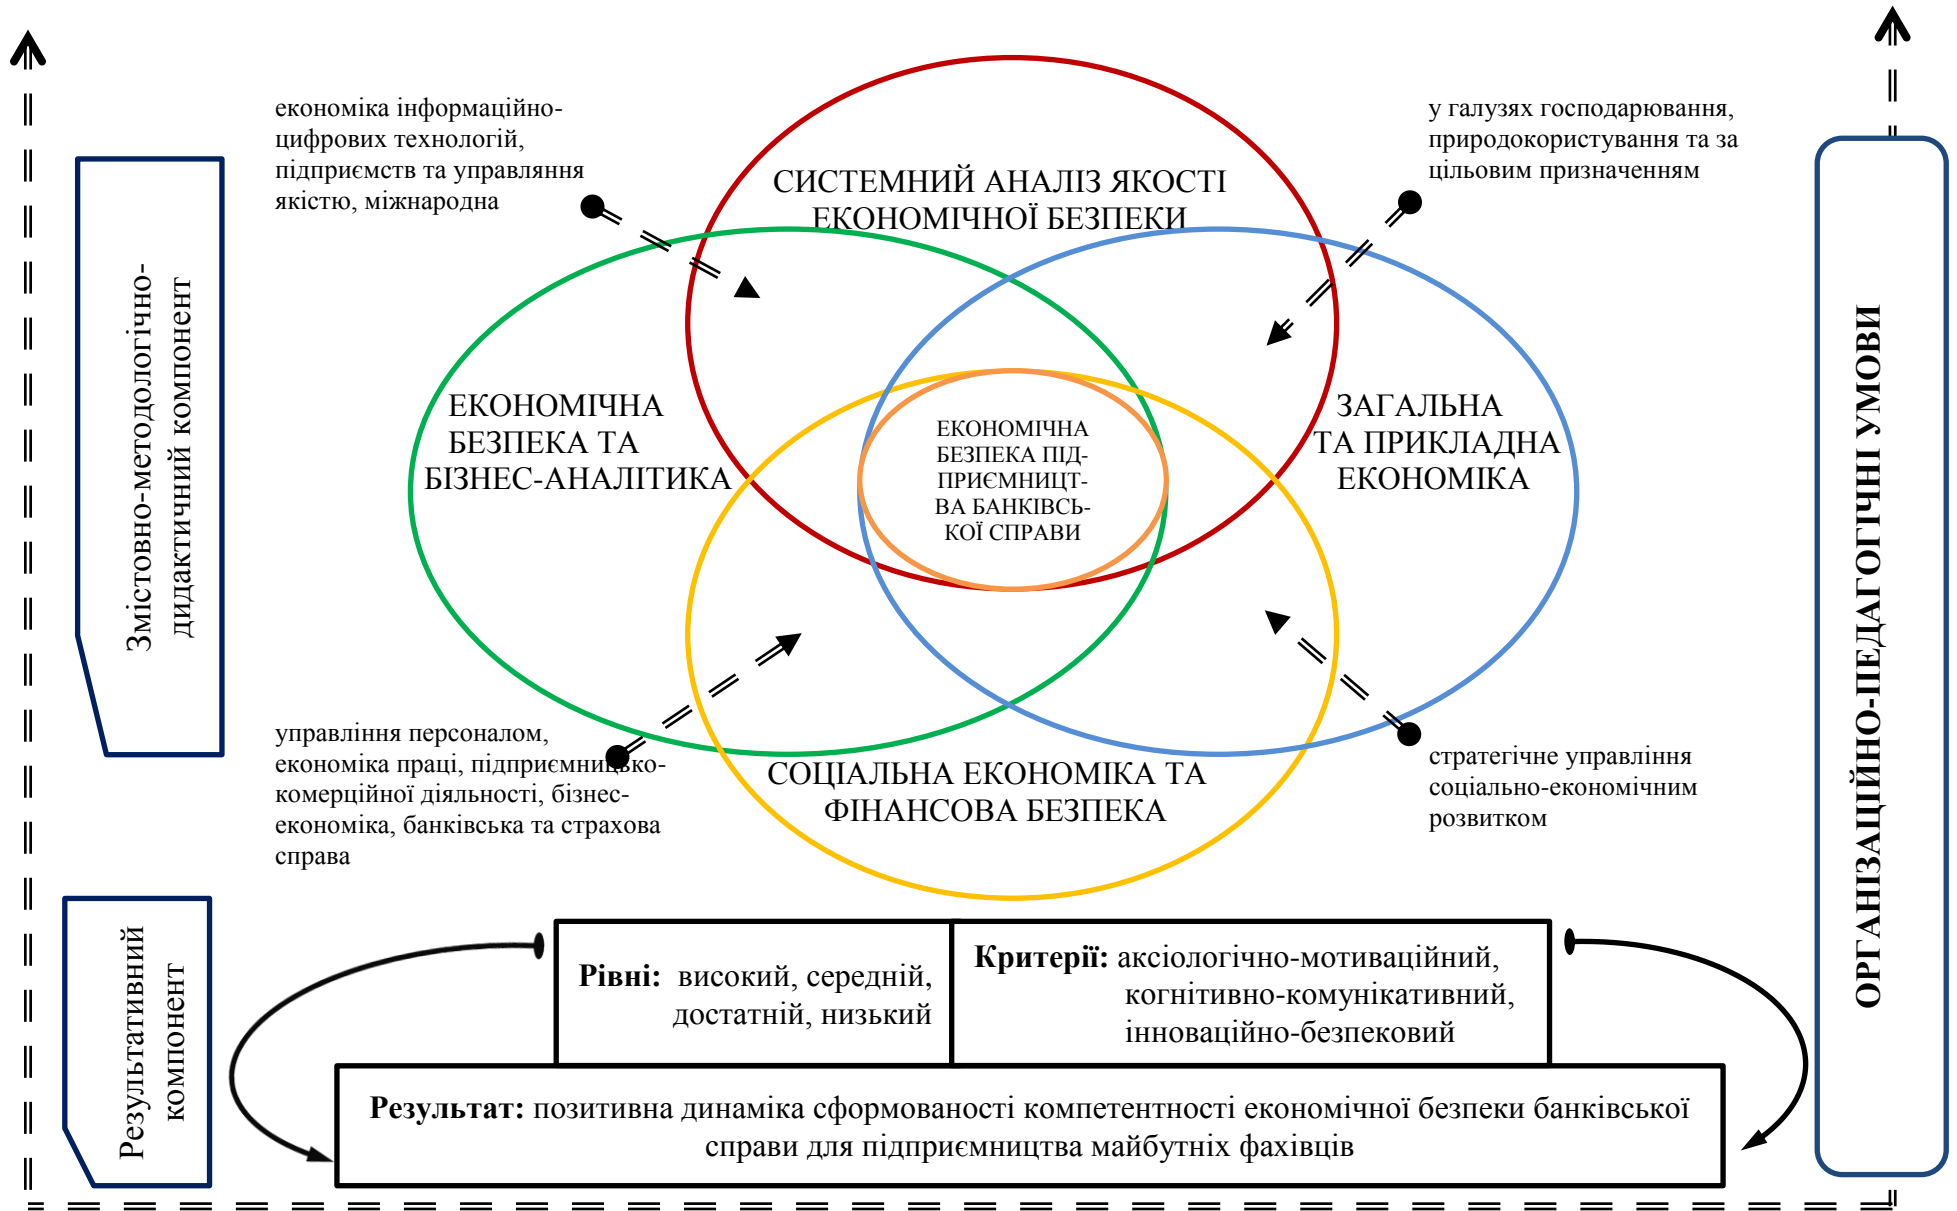 економіка інформаційно-
цифрових технологій,
підприємств та управляння
якістю, міжнародна
у галузях господарювання,
природокористування та за
цільовим призначенням
СИСТЕМНИЙ АНАЛІЗ ЯКОСТІ
ЕКОНОМІЧНОЇ БЕЗПЕКИ
Змістовно-методологічно-
дидактичний компонент
ЕКОНОМІЧНА
БЕЗПЕКА ТА
БІЗНЕС-АНАЛІТИКА
ЕКОНОМІЧНА
БЕЗПЕКА ПІД-
ПРИЄМНИЦТ-
ВА БАНКІВСЬ-
КОЇ СПРАВИ
ЗАГАЛЬНА
ТА ПРИКЛАДНА
ЕКОНОМІКА
ОРГАНІЗАЦІЙНО-ПЕДАГОГІЧНІ УМОВИ
управління персоналом,
економіка праці, підприємницько-
комерційної діяльності, бізнес-
економіка, банківська та страхова
справа
СОЦІАЛЬНА ЕКОНОМІКА ТА
ФІНАНСОВА БЕЗПЕКА
стратегічне управління
соціально-економічним
розвитком
Результативний
компонент
Рівні: високий, середній,
достатній, низький
Критерії: аксіологічно-мотиваційний,
когнітивно-комунікативний,
інноваційно-безпековий
Результат: позитивна динаміка сформованості компетентності економічної безпеки банківської
справи для підприємництва майбутніх фахівців